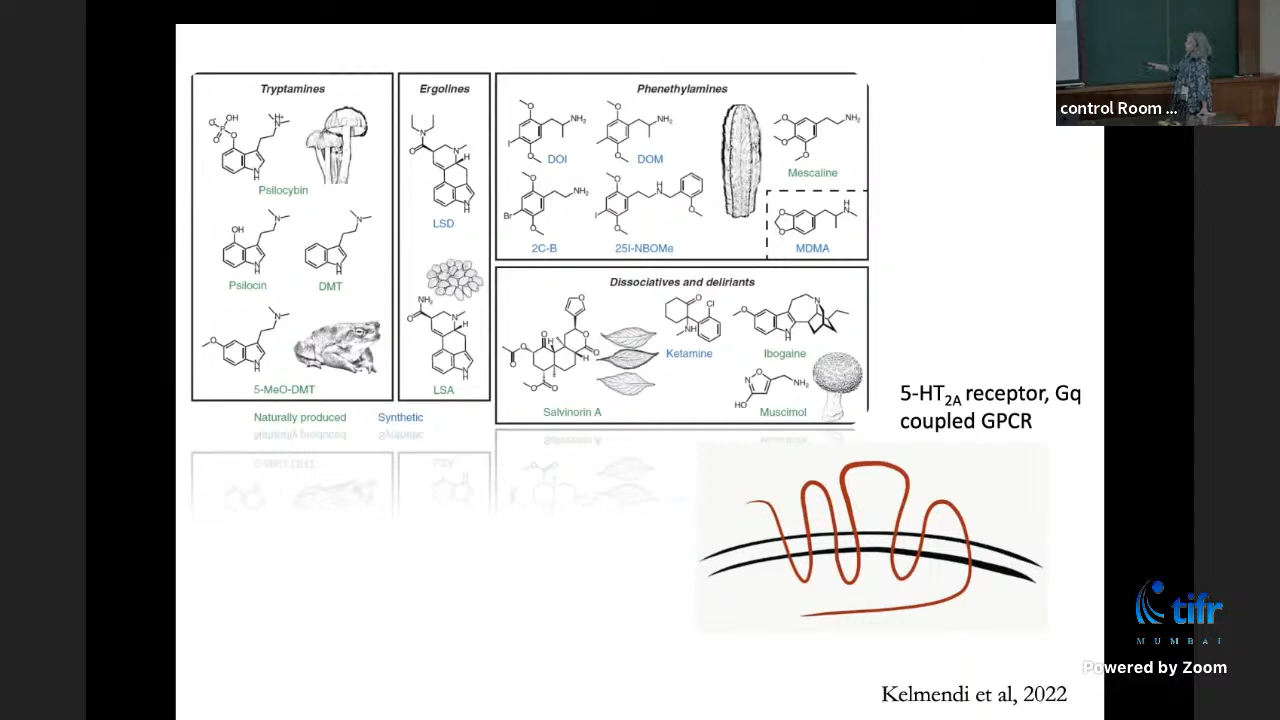 Tryptamines
Psilocybin
Psilocin
DMT
5-MeO-DMT
Naturally produced
Synthetic
Ergolines
LSD
LSA
Phenethylamines
DOI
DOM
Mescaline
2C-B
25I-NBOMe
MDMA
Dissociatives and deliriants
Salvinorin A
Ketamine
Ibogaine
Muscimol
5-HT2A receptor, Gq
coupled GPCR
Kelmendi et al, 2022
control Room ...
tifr
MUMBAI
Powered by Zoom